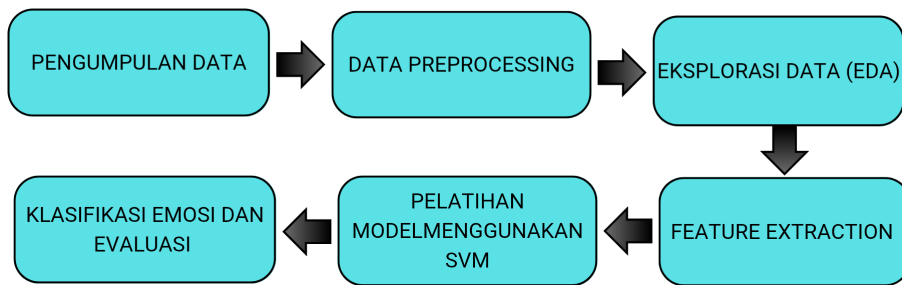 PENGUMPULAN DATA
DATA PREPROCESSING
EKSPLORASI DATA (EDA)
FEATURE EXTRACTION
PELATIHAN
MODELMENGGUNAKAN
SVM
KLASIFIKASI EMOSI DAN
EVALUASI